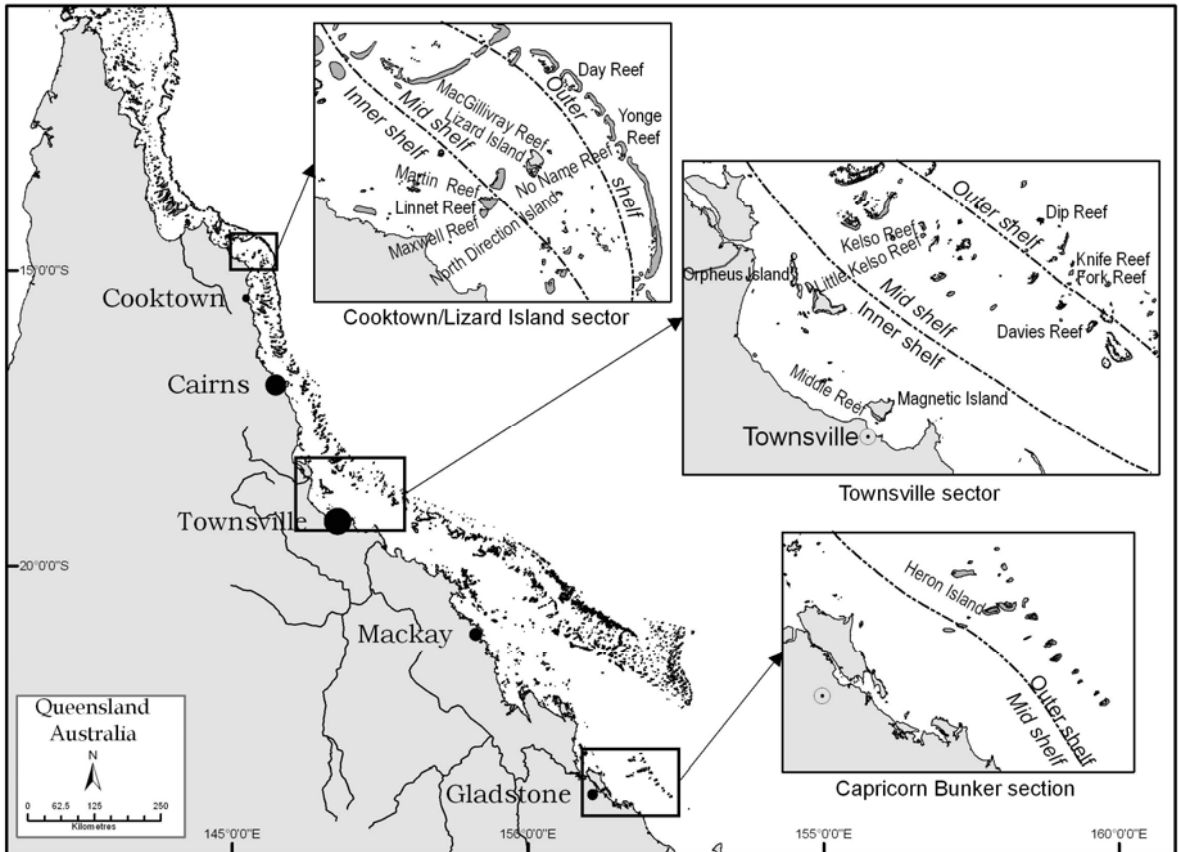 Day Reef
Yonge
Reef
Outer
shelf
MacGillivray Reef
Lizard Island
Mid shelf
Inner shelf
No Name Reef
Martin Reef
Linnet Reef
Maxwell Reef
North Direction Island
Cooktown/Lizard Island sector
Outer shelf
Dip Reef
Kelso Reef
Little Kelso Reef
Knife Reef
Fork Reef
Orpheus Island
Mid shelf
Inner shelf
Davies Reef
Middle Reef
Magnetic Island
Townsville
Townsville sector
Heron Island
Outer shelf
Mid shelf
Capricorn Bunker section
15°0'0"S
Cooktown
Cairns
Townsville
20°0'0"S
Mackay
Gladstone
Queensland
Australia
N
0 62.5 125 250
Kilometres
145°0'0"E 150°0'0"E 155°0'0"E 160°0'0"E